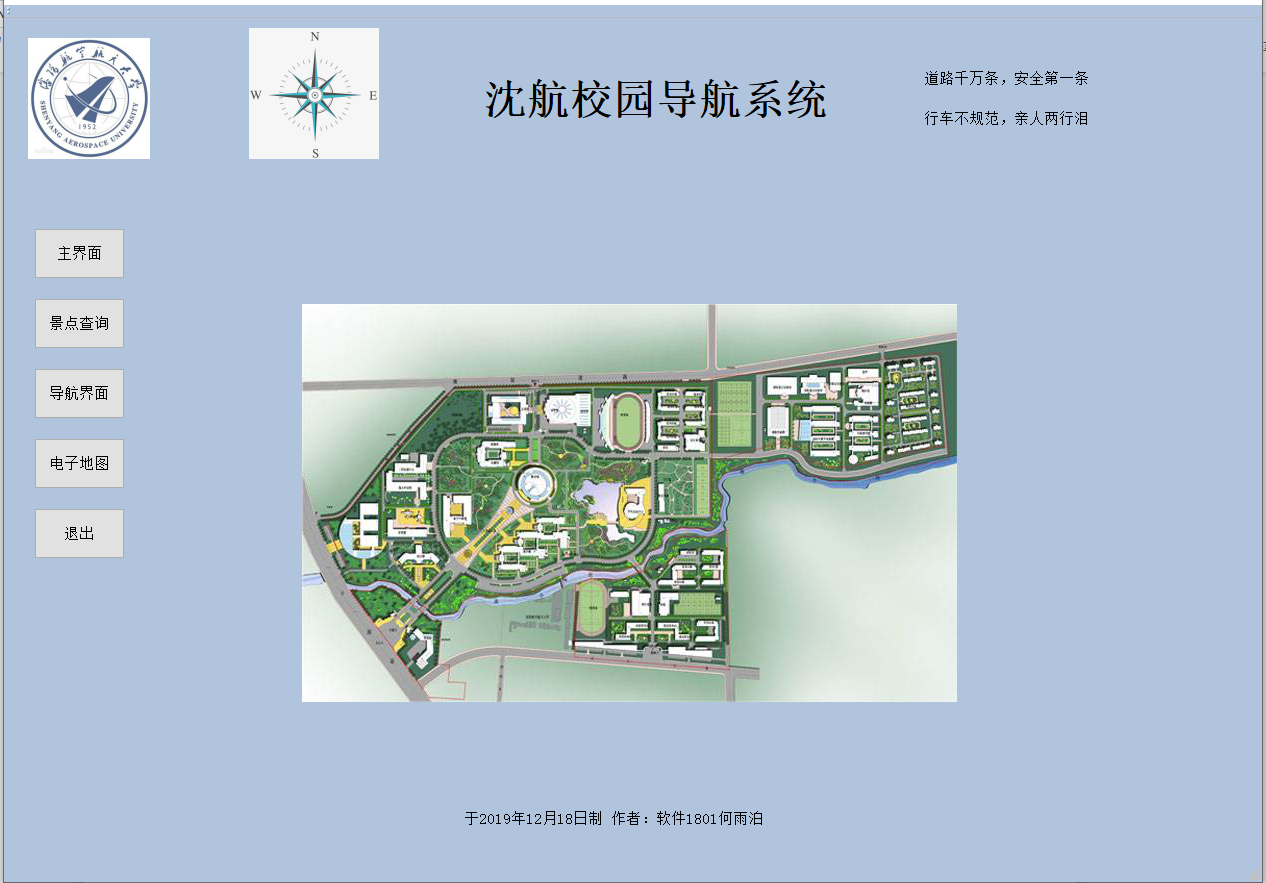 沈阳航空航天大学
1952
SHENYANG AEROSPACE UNIVERSITY
N
W
E
S
沈航校园导航系统
道路千万条，安全第一条
行车不规范，亲人两行泪
主界面
景点查询
导航界面
电子地图
退出
于2019年12月18日制 作者：软件1801何雨泊